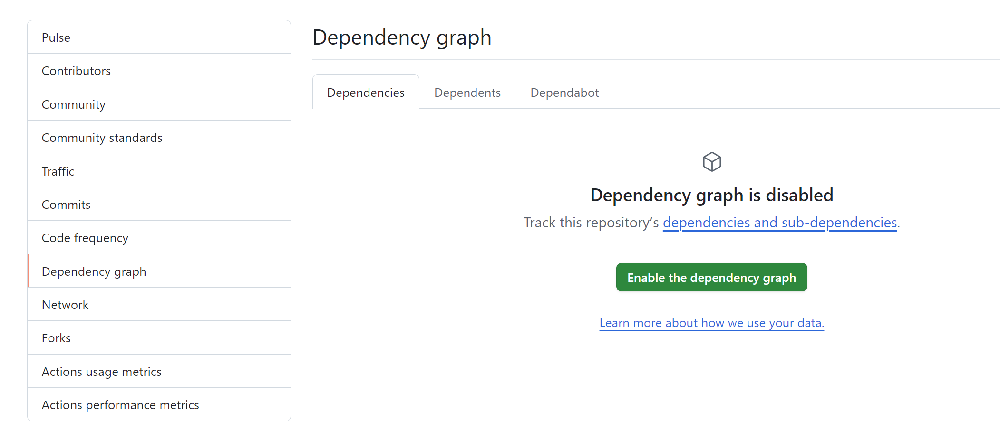 Pulse
Contributors
Community
Community standards
Traffic
Commits
Code frequency
Dependency graph
Network
Forks
Actions usage metrics
Actions performance metrics
Dependency graph
Dependencies Dependents Dependabot
Dependency graph is disabled
Track this repository’s dependencies and sub-dependencies.
Enable the dependency graph
Learn more about how we use your data.